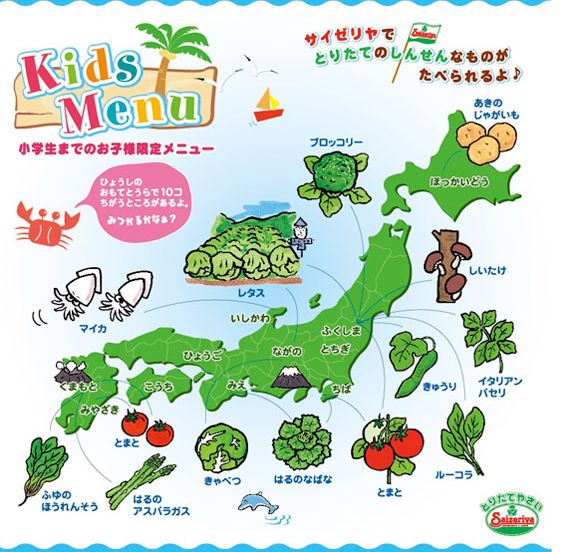 Kids
Menu
小学生までのお子様限定メニュー
サイゼリヤで Saizeriya
とりたてのしんせんなものが
たべられるよ♪
ひょうしの
おもてとうらで10コ
ちがうところがあるよ。
みつかるかなぁ?
あきの
じゃがいも
ほっかいどう
ブロッコリー
レタス
しいたけ
マイカ
いしかわ
ふくしま
とちぎ
ながの
ひょうご
みえ
ちば
くまもと
こうち
みやざき
きゅうり
イタリアン
パセリ
とまと
ふゆの
ほうれんそう
はるの
アスパラガス
きゃべつ
はるのなばな
とまと
ルーコラ
とりたてやさい
Saizeriya